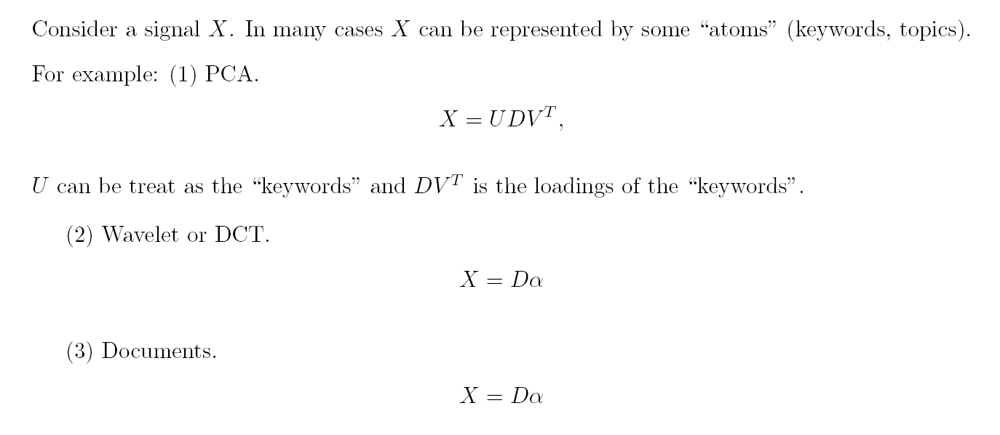 Consider a signal X. In many cases X can be represented by some “atoms” (keywords, topics).
For example: (1) PCA.
X = UDV^T,
U can be treat as the “keywords” and DV^T is the loadings of the “keywords”.
(2) Wavelet or DCT.
X = Dα
(3) Documents.
X = Dα